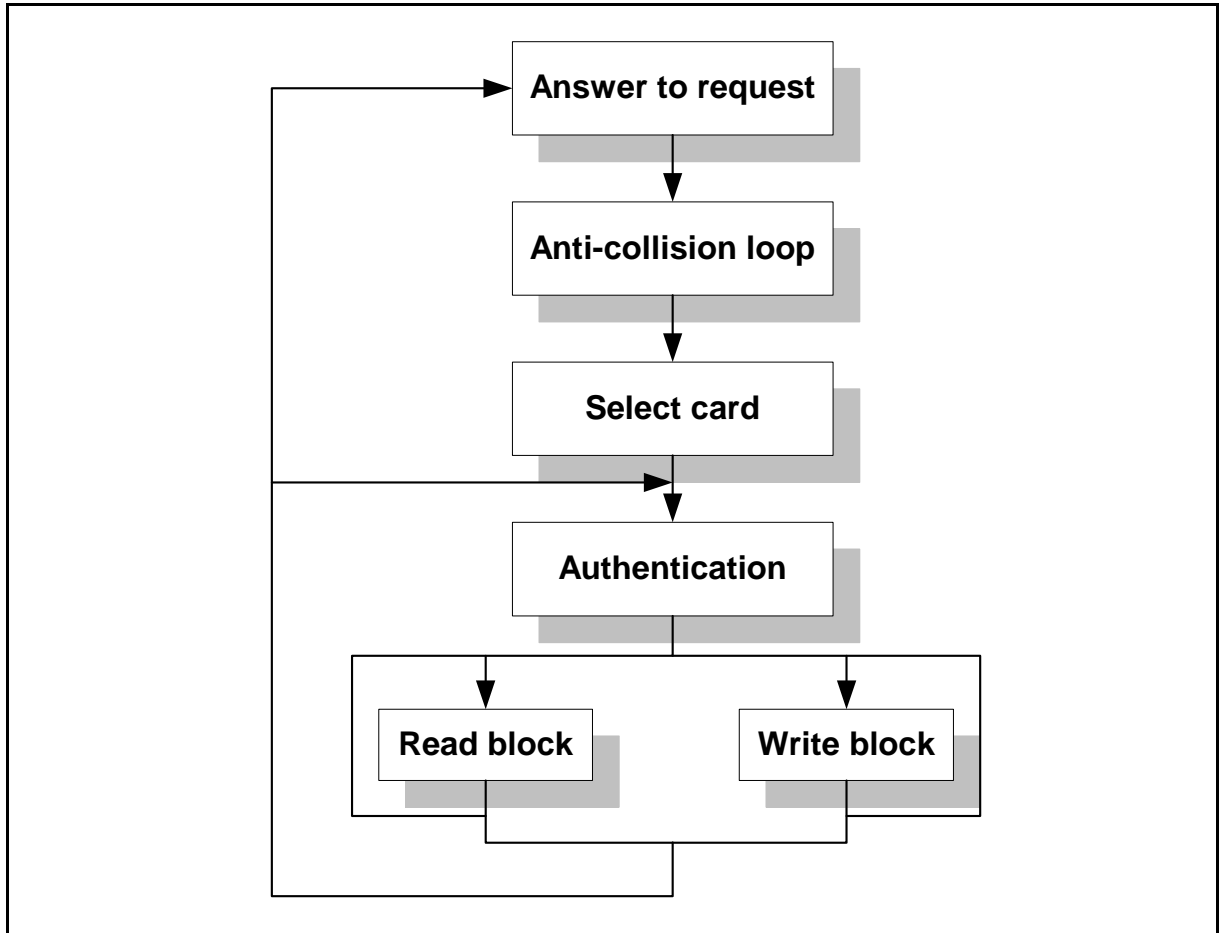 Answer to request
Anti-collision loop
Select card
Authentication
Read block
Write block